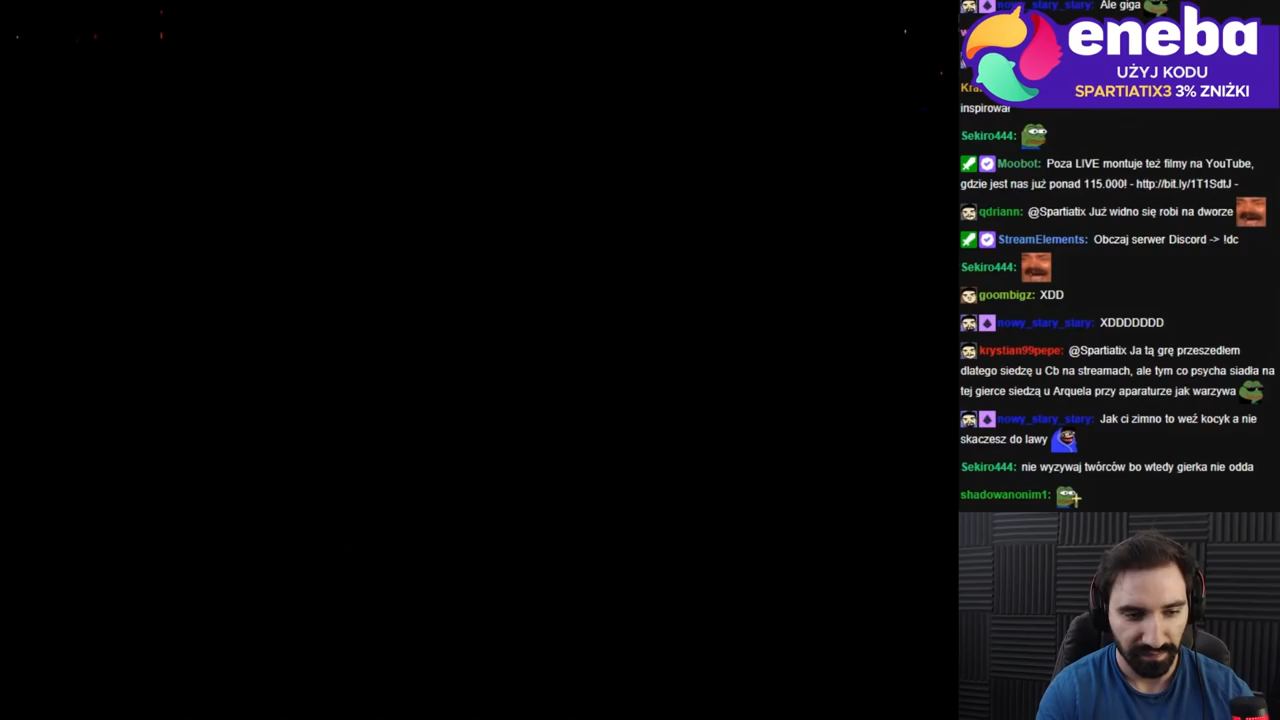 nowy_stary_stary: Ale giga
eneba
UŻYJ KODU
SPARTIATIX3 3% ZNIŻKI
inspirował
Sekiro444:
Moobot: Poza LIVE montuje też filmy na YouTube,
gdzie jest nas już ponad 115.000! - http://bit.ly/1T1SdtJ -
qdriann: @Spartiatix Już widno się robi na dworze
StreamElements: Obczaj serwer Discord -> !dc
Sekiro444:
goombigz: XDD
nowy_stary_stary: XDDDDDDD
krystian99pepe: @Spartiatix Ja tą grę przeszedłem
dlatego siedzę u Cb na streamach, ale tym co psycha siadła na
tej gierce siedzą u Arquela przy aparaturze jak warzywa
nowy_stary_stary: Jak ci zimno to weź kocyk a nie
skaczesz do lawy
Sekiro444: nie wyzywaj twórców bo wtedy gierka nie odda
shadowanonim1: